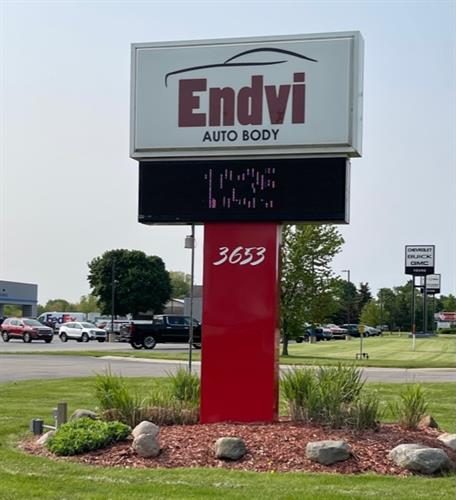 Endvi
AUTO BODY
3653
CHEVROLET
BUICK
GMC